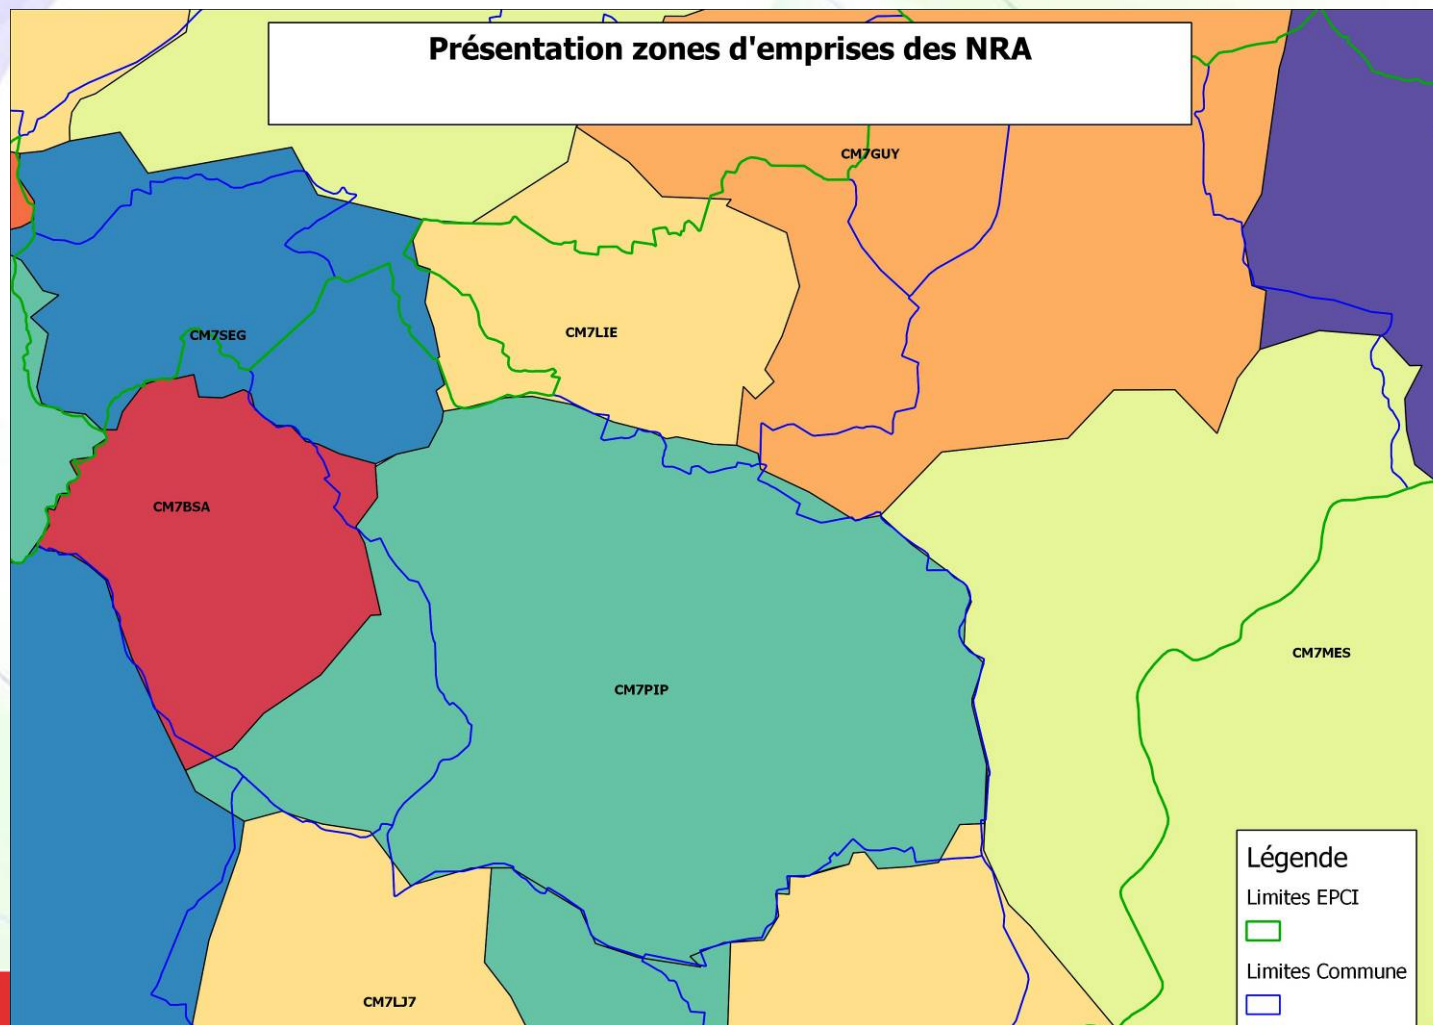 Présentation zones d'emprises des NRA
CM7GUY
CM7SEG
CM7LIE
CM7BSA
CM7MES
CM7PIP
CM7LJ7
Légende
Limites EPCI
Limites Commune